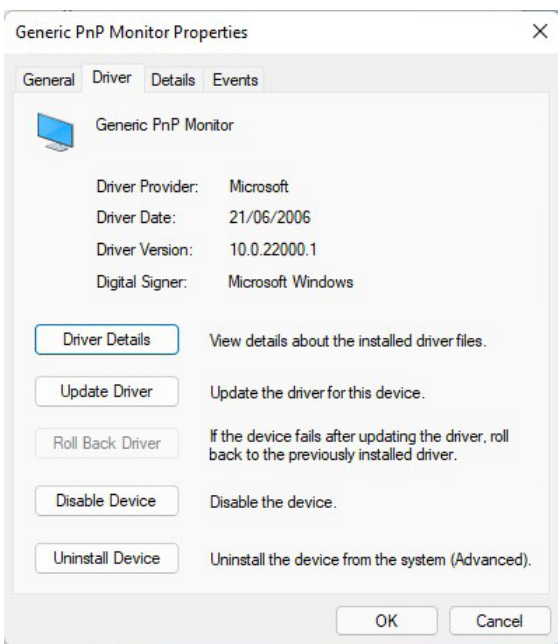 Generic PnP Monitor Properties
General Driver Details Events
Generic PnP Monitor
Driver Provider: Microsoft
Driver Date: 21/06/2006
Driver Version: 10.0.22000.1
Digital Signer: Microsoft Windows
Driver Details View details about the installed driver files.
Update Driver Update the driver for this device.
Roll Back Driver If the device fails after updating the driver, roll
back to the previously installed driver.
Disable Device Disable the device.
Uninstall Device Uninstall the device from the system (Advanced).
OK Cancel